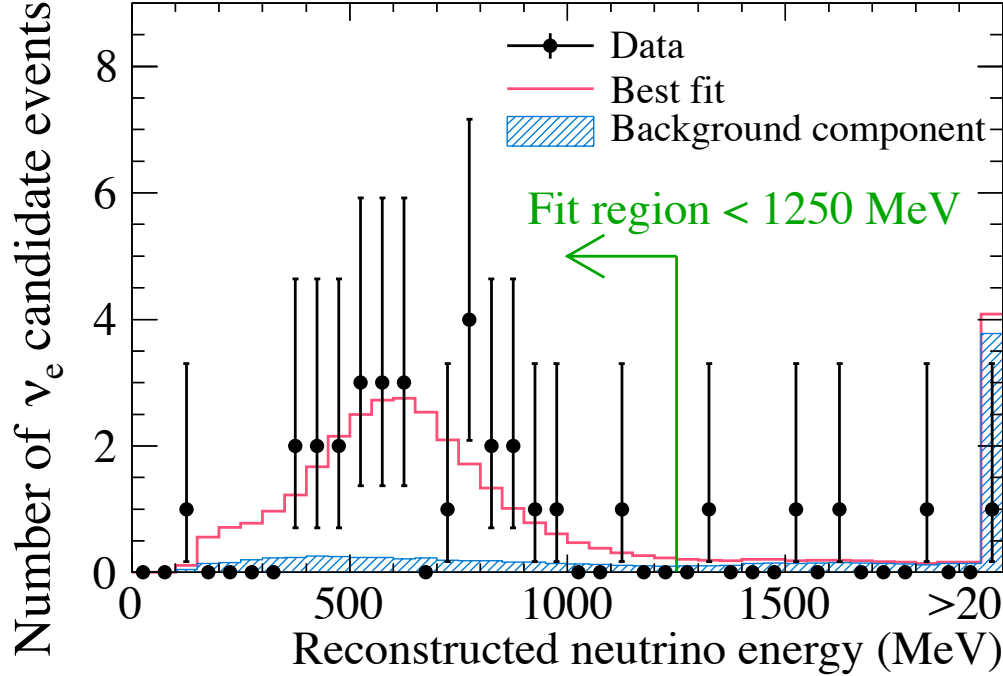 Number of νe candidate events
8
6
4
2
0
Data
Best fit
Background component
Fit region < 1250 MeV
0 500 1000 1500 >20
Reconstructed neutrino energy (MeV)